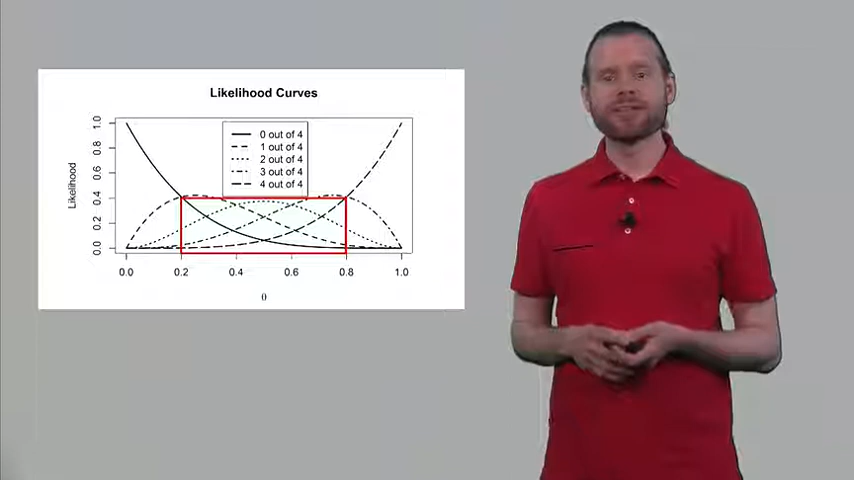 Likelihood Curves
Likelihood
1.0
0.8
0.6
0.4
0.2
0.0
0 out of 4
1 out of 4
2 out of 4
3 out of 4
4 out of 4
0.0 0.2 0.4 0.6 0.8 1.0
θ